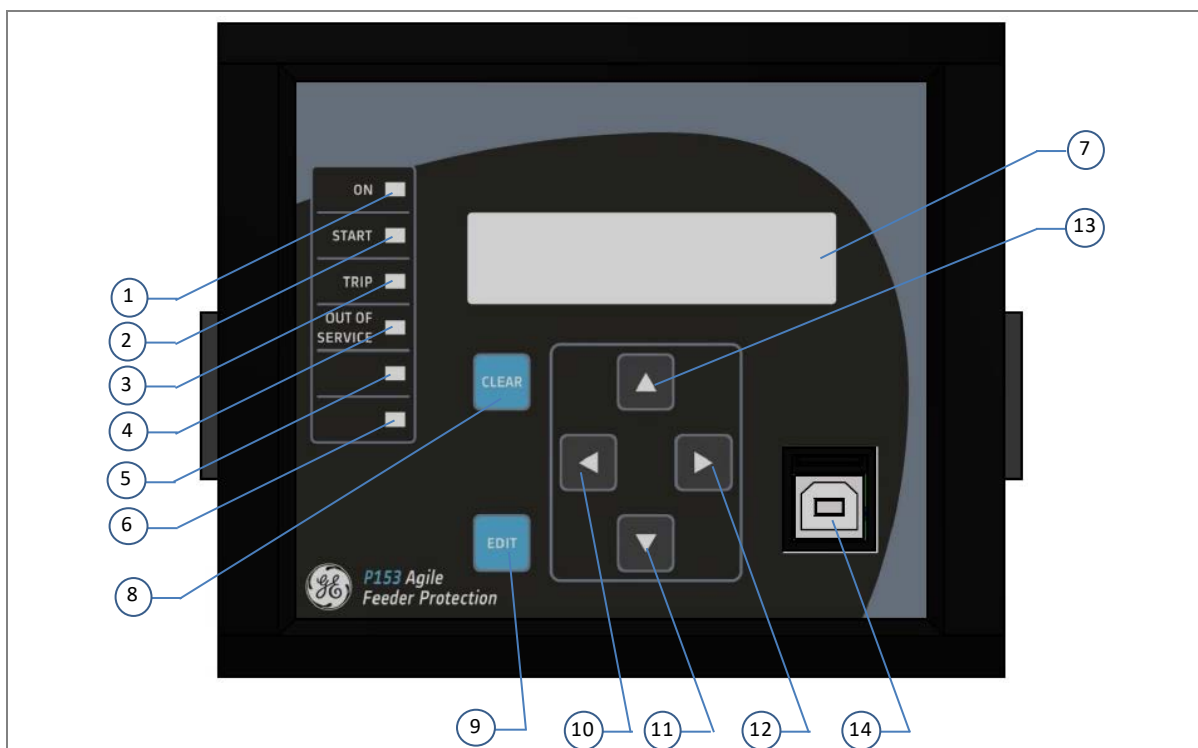 ON
START
TRIP
OUT OF
SERVICE
CLEAR
EDIT
GE
P153 Agile
Feeder Protection
1
2
3
4
5
6
8
7
13
9
10
11
12
14